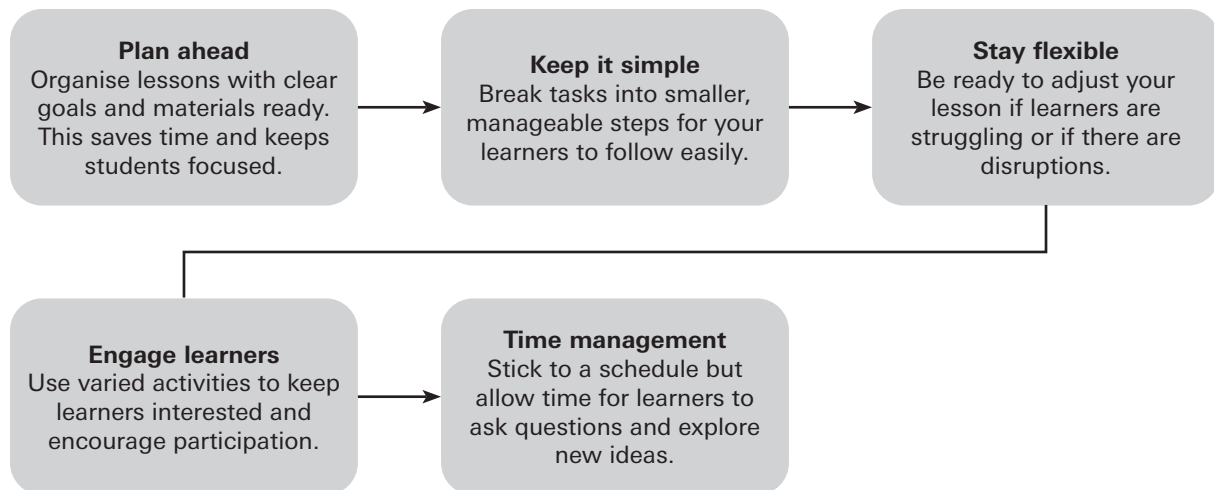 Plan ahead
Organise lessons with clear
goals and materials ready.
This saves time and keeps
students focused.
Keep it simple
Break tasks into smaller,
manageable steps for your
learners to follow easily.
Stay flexible
Be ready to adjust your
lesson if learners are
struggling or if there are
disruptions.
Engage learners
Use varied activities to keep
learners interested and
encourage participation.
Time management
Stick to a schedule but
allow time for learners to
ask questions and explore
new ideas.